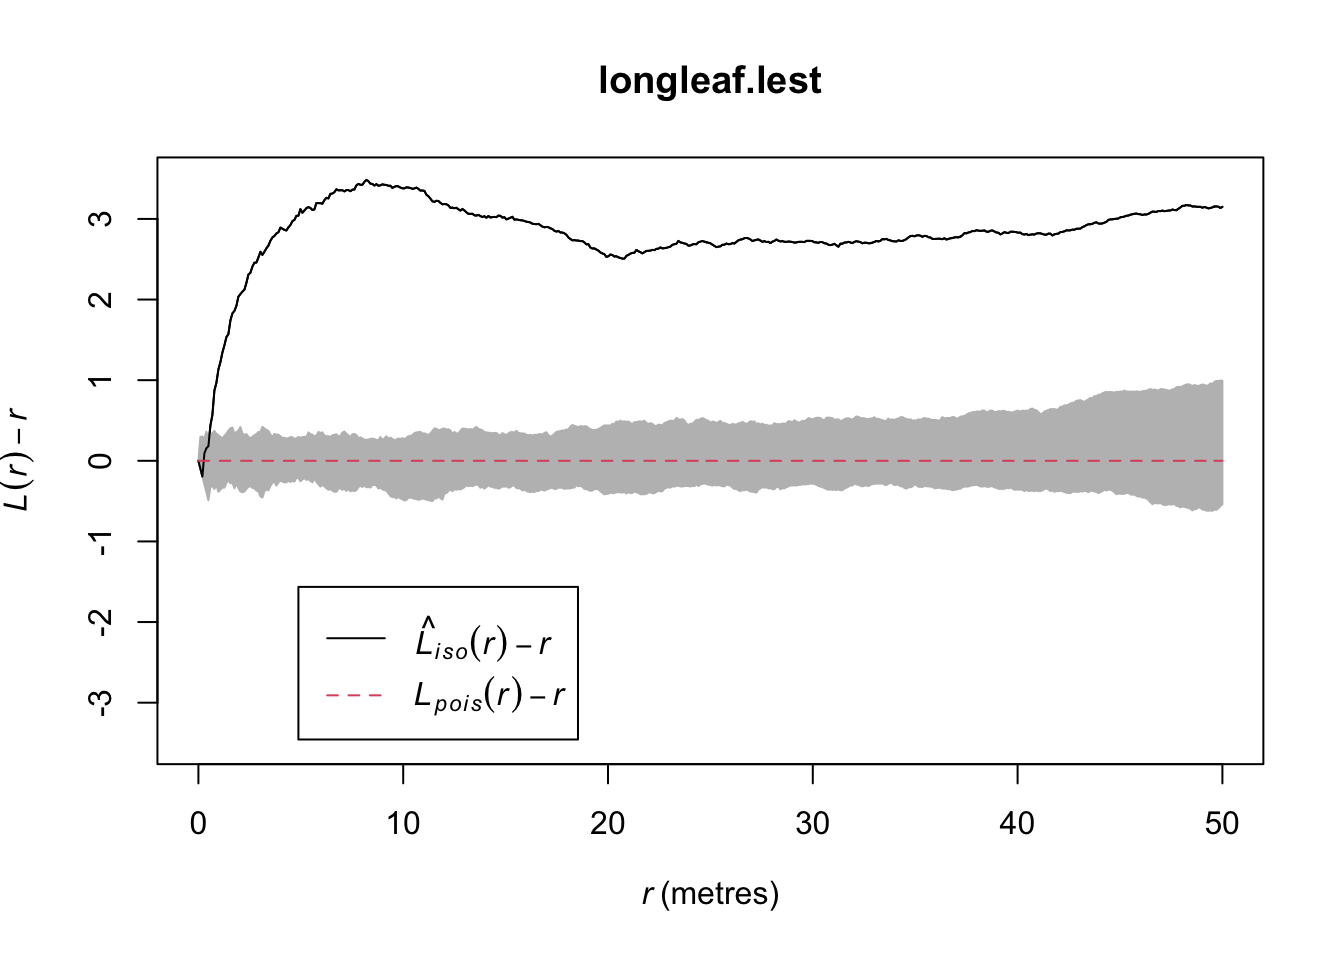 longleaf.lest
L(r) – r
3
2
1
0
-1
-2
-3
L̂iso(r) – r
Lpois(r) – r
0 10 20 30 40 50
r (metres)